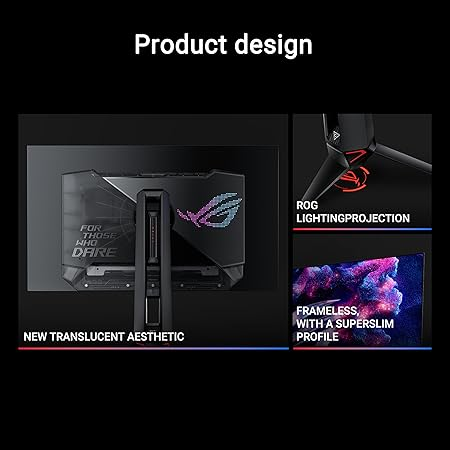 Product design
FOR
THOSE
WHO
DARE
NEW TRANSLUCENT AESTHETIC
ROG
LIGHTINGPROJECTION
FRAMELESS,
WITH A SUPERSLIM
PROFILE